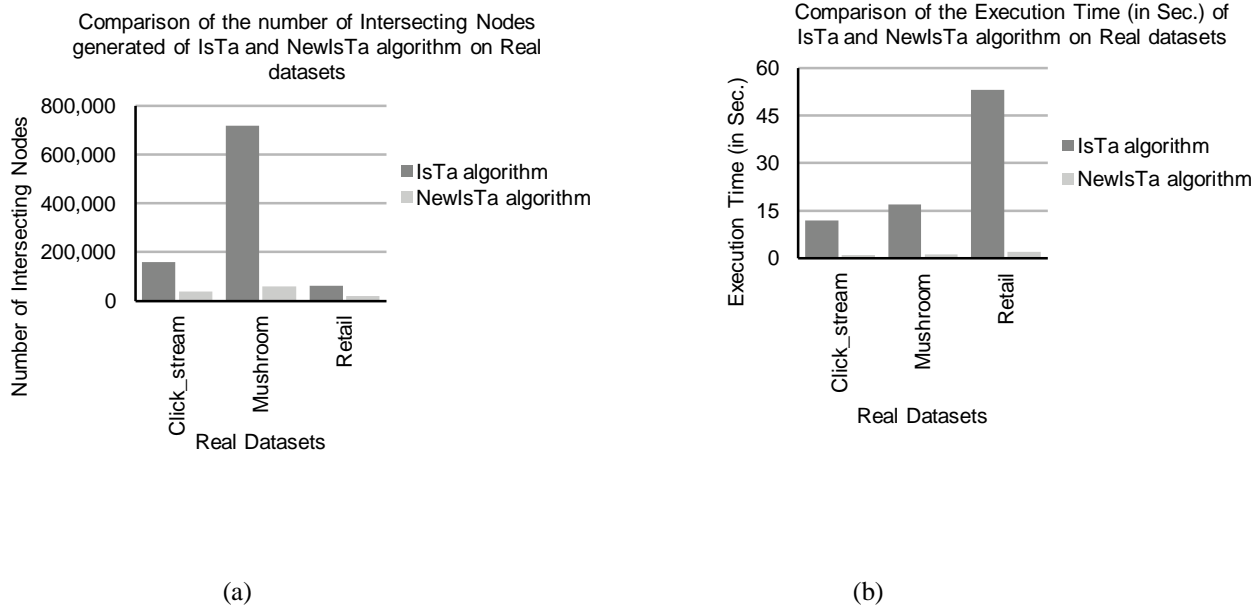 Comparison of the number of Intersecting Nodes
generated of IsTa and NewIsTa algorithm on Real
datasets
800,000
600,000
400,000
200,000
0
Number of Intersecting Nodes
Click_stream
Mushroom
Retail
Real Datasets
IsTa algorithm
NewIsTa algorithm
(a)
Comparison of the Execution Time (in Sec.) of
IsTa and NewIsTa algorithm on Real datasets
60
45
30
15
0
Execution Time (in Sec.)
Click_stream
Mushroom
Retail
Real Datasets
IsTa algorithm
NewIsTa algorithm
(b)